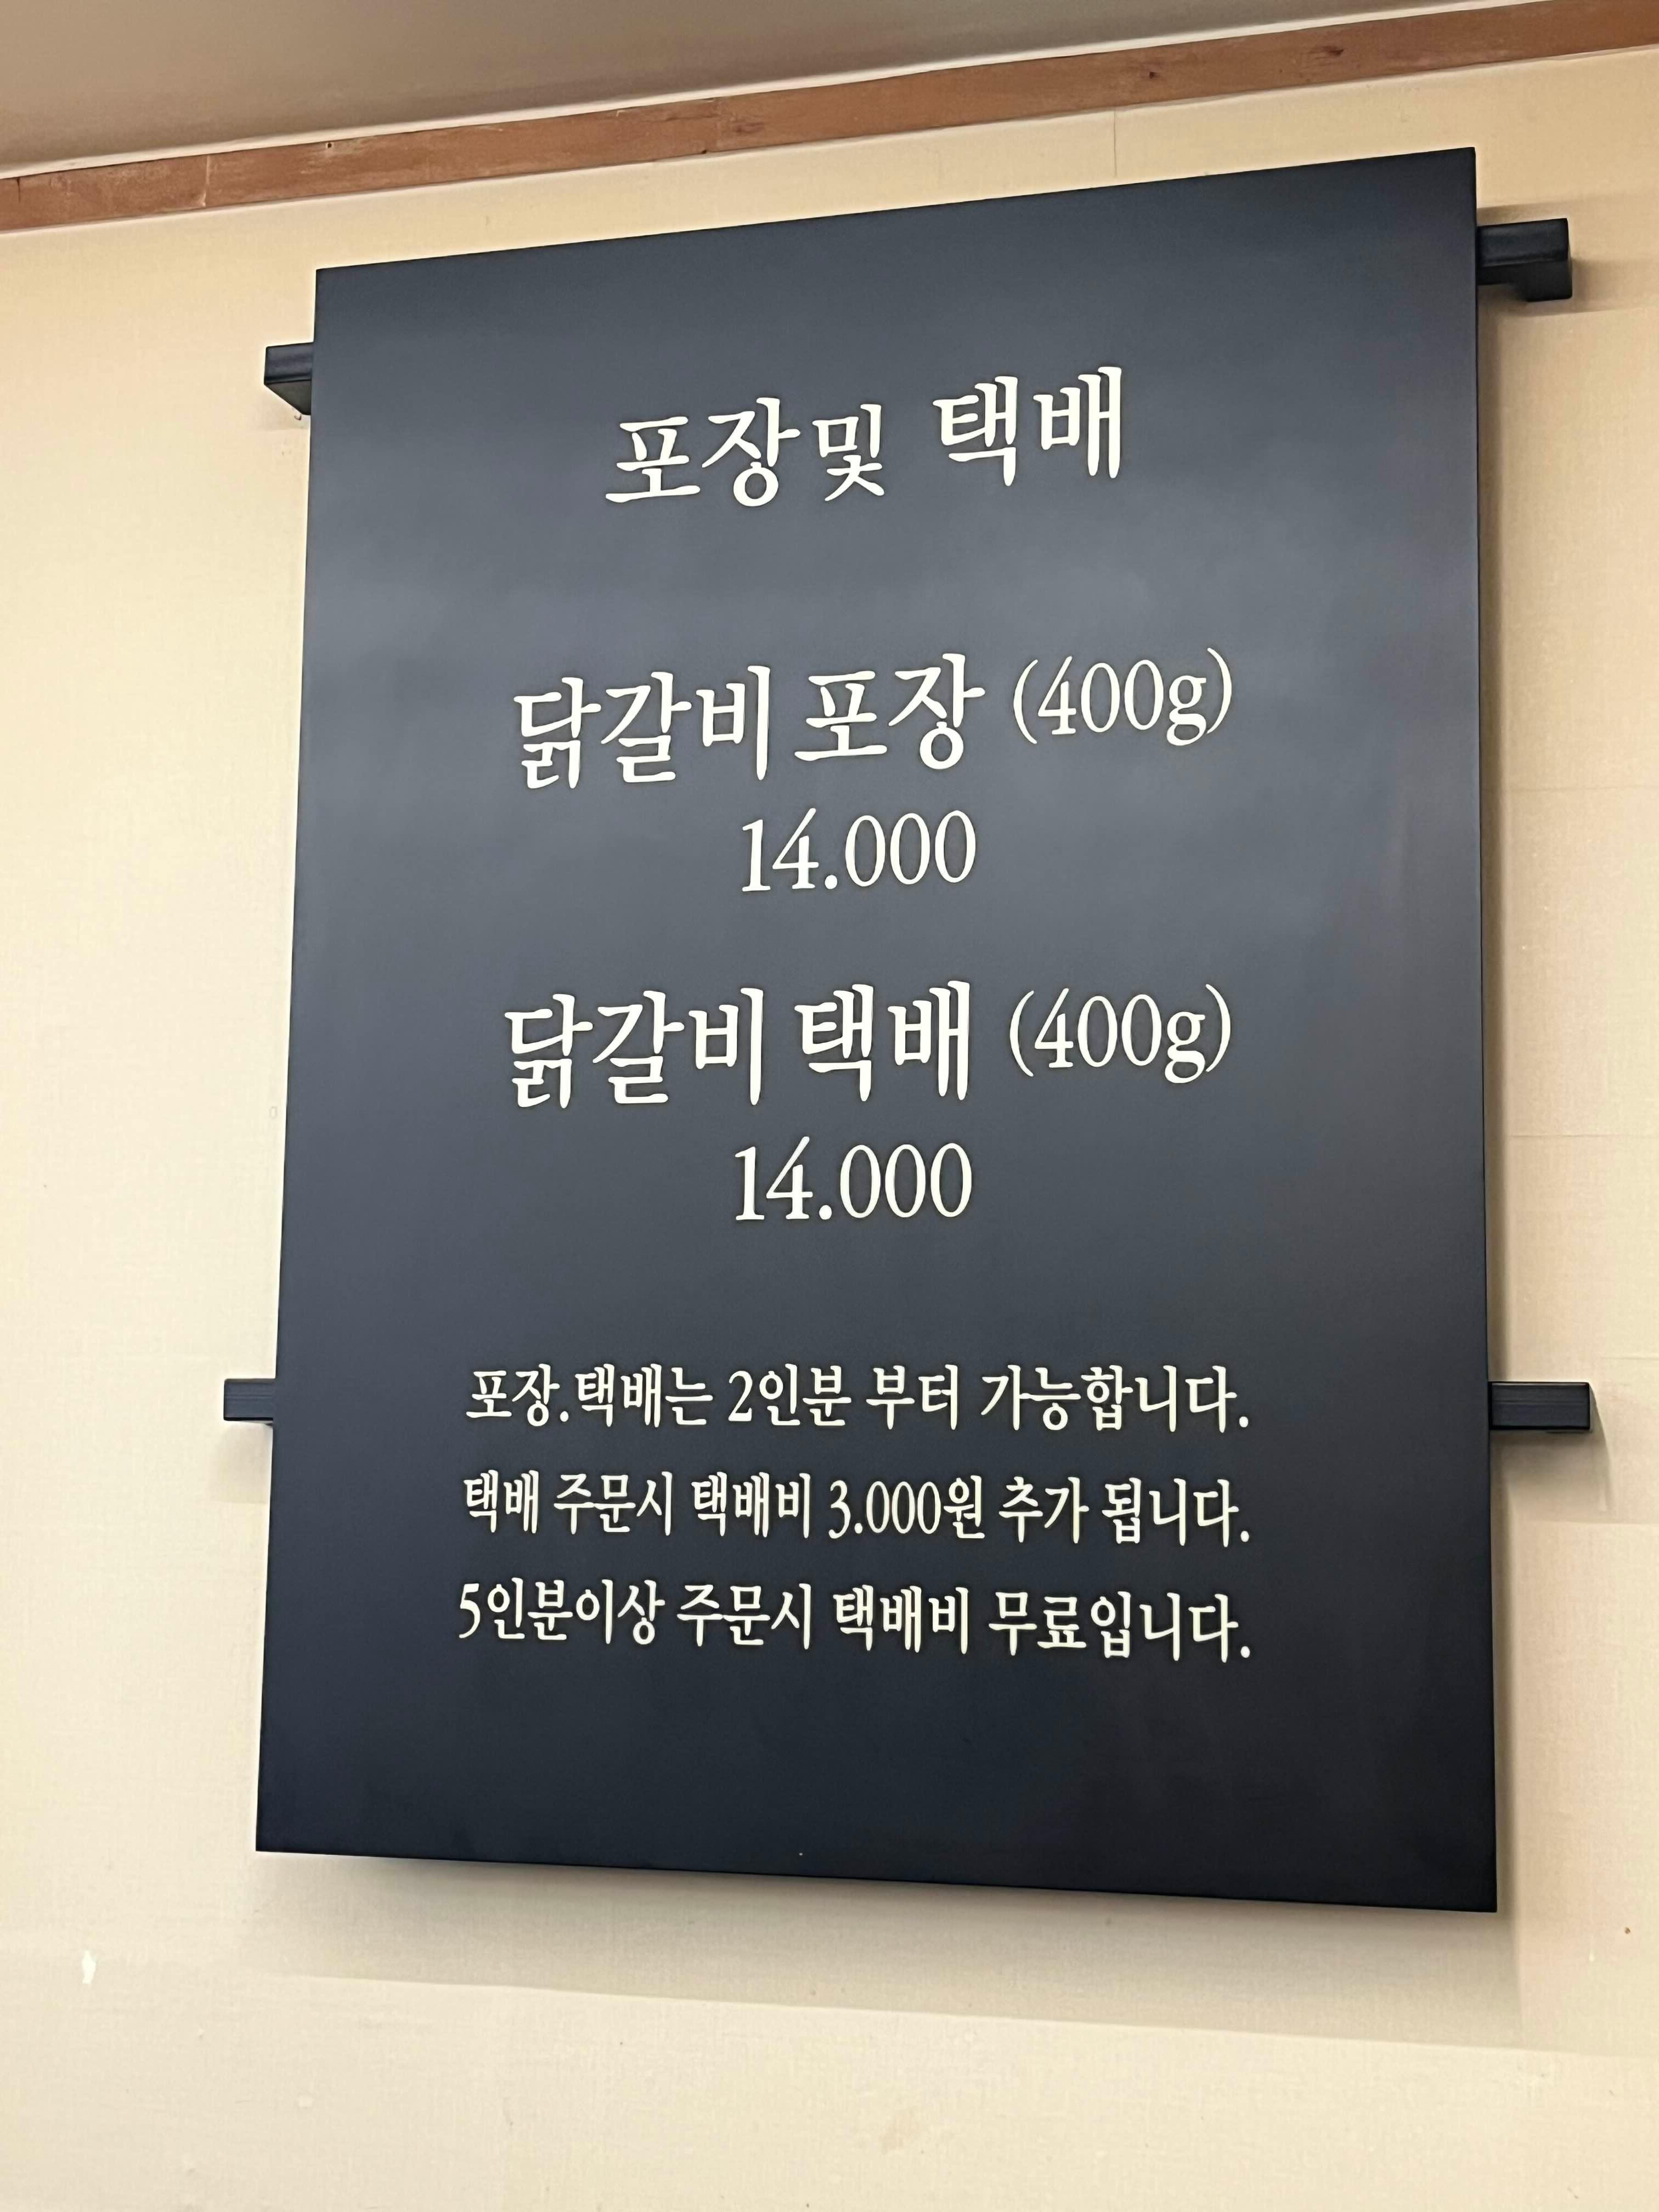 포장및 택배
닭갈비 포장 (400g)
14.000
닭갈비 택배 (400g)
14.000
포장.택배는 2인분 부터 가능합니다.
택배 주문시 택배비 3.000원 추가 됩니다.
5인분이상 주문시 택배비 무료입니다.